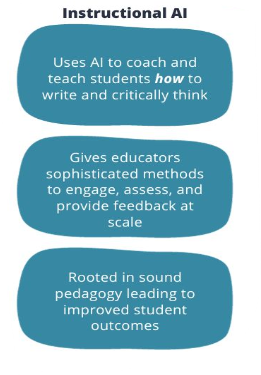 Instructional AI
Uses AI to coach and
teach students how to
write and critically think
Gives educators
sophisticated methods
to engage, assess, and
provide feedback at
scale
Rooted in sound
pedagogy leading to
improved student
outcomes